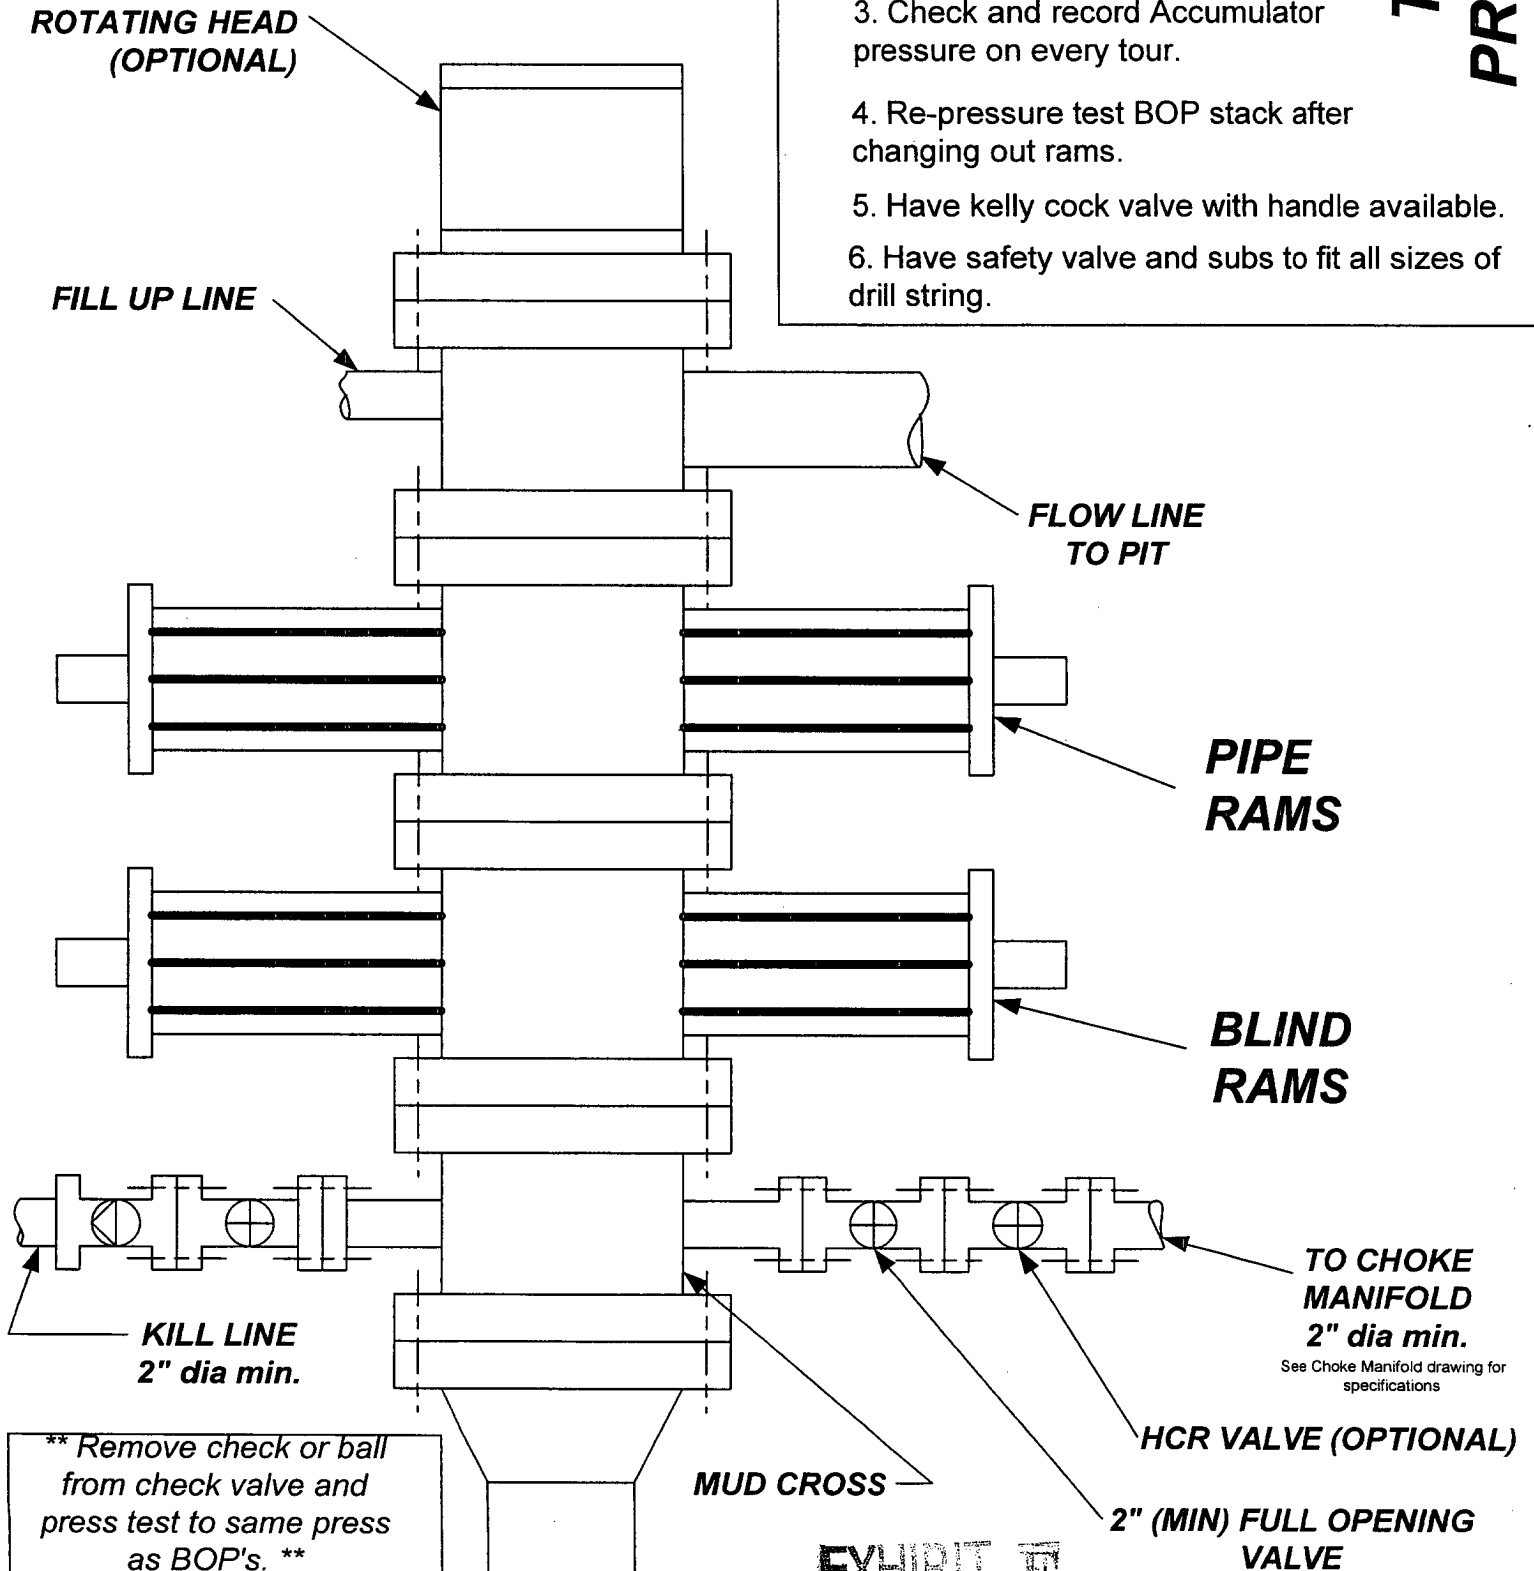 ROTATING HEAD
(OPTIONAL)
3. Check and record Accumulator
pressure on every tour.
4. Re-pressure test BOP stack after
changing out rams.
5. Have kelly cock valve with handle available.
6. Have safety valve and subs to fit all sizes of
drill string.
FILL UP LINE
FLOW LINE
TO PIT
PIPE
RAMS
BLIND
RAMS
TO CHOKE
MANIFOLD
2" dia min.
See Choke Manifold drawing for
specifications
KILL LINE
2" dia min.
HCR VALVE (OPTIONAL)
MUD CROSS
2" (MIN) FULL OPENING
VALVE
** Remove check or ball
from check valve and
press test to same press
as BOP's. **
EXHIBIT